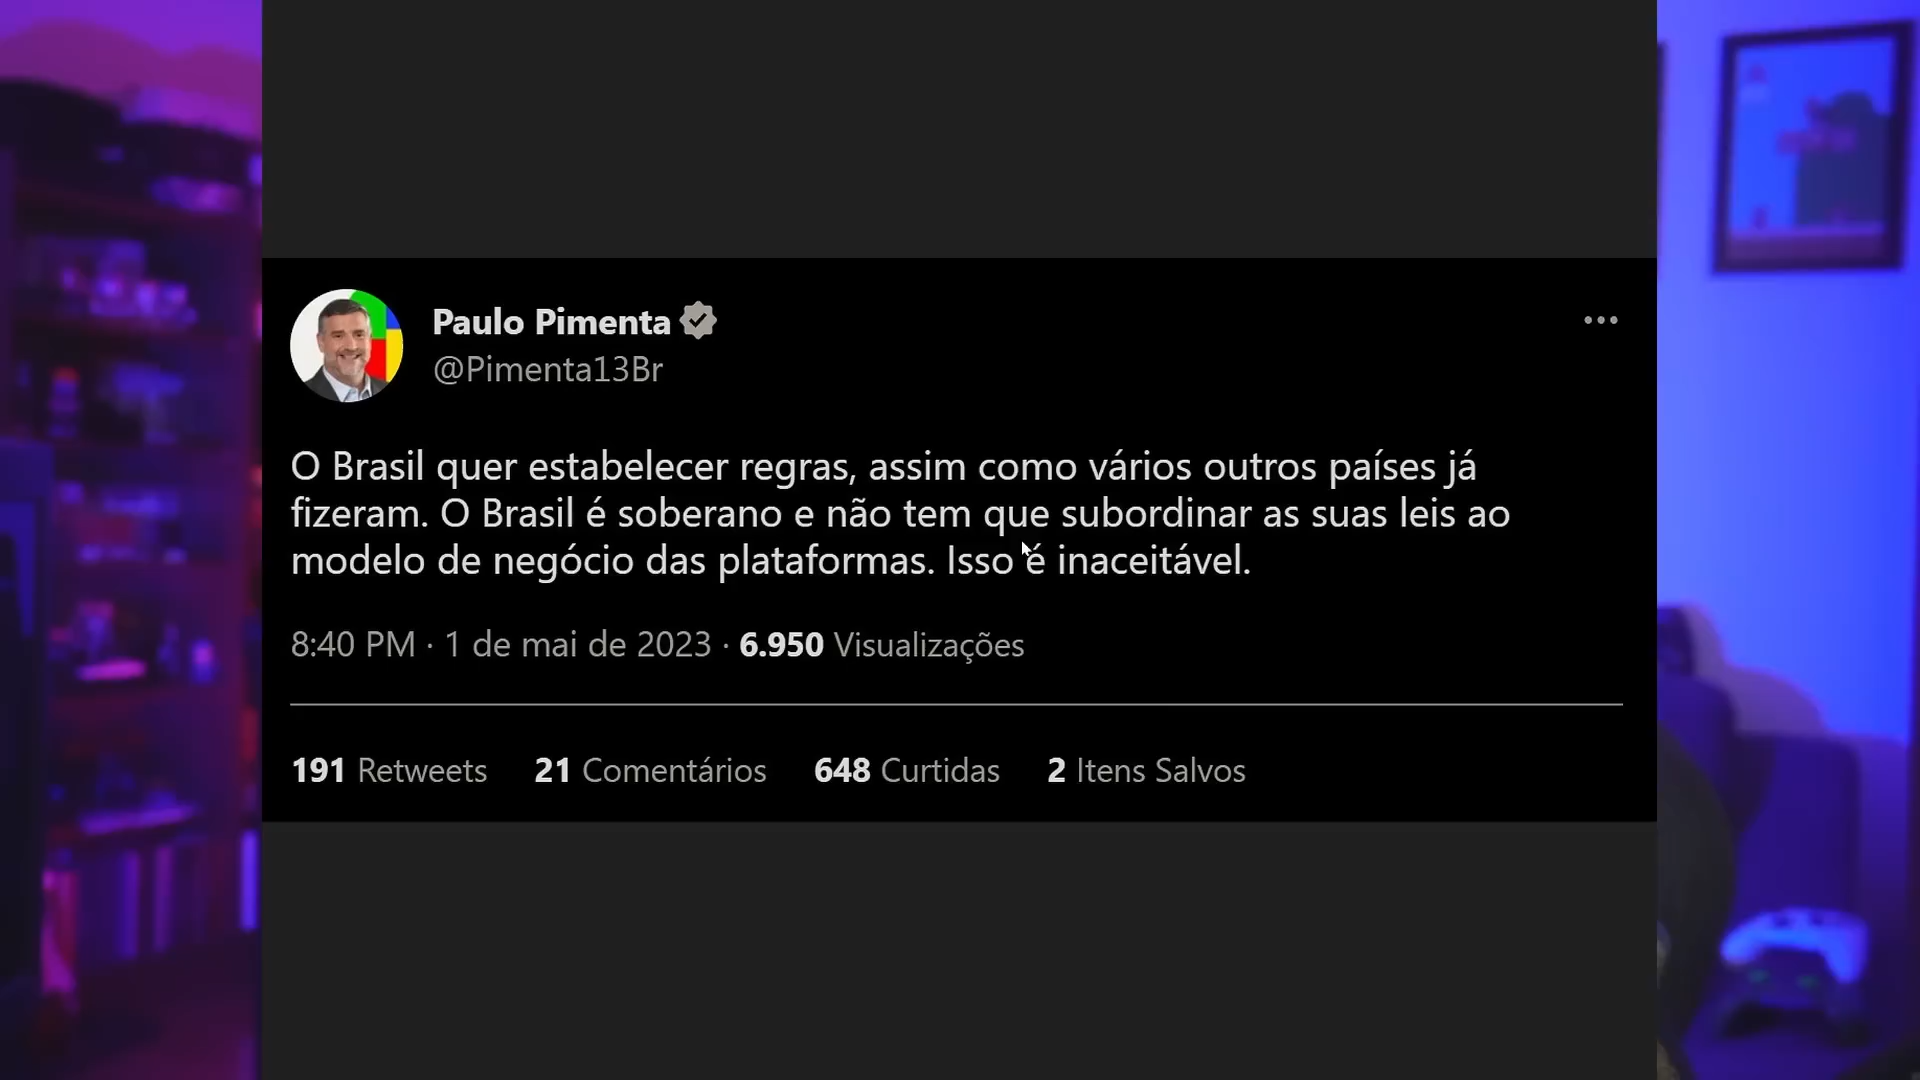 Paulo Pimenta
@Pimenta13Br
O Brasil quer estabelecer regras, assim como vários outros países já
fizeram. O Brasil é soberano e não tem que subordinar as suas leis ao
modelo de negócio das plataformas. Isso é inaceitável.
8:40 PM · 1 de mai de 2023 · 6.950 Visualizações
191 Retweets 21 Comentários 648 Curtidas 2 Itens Salvos